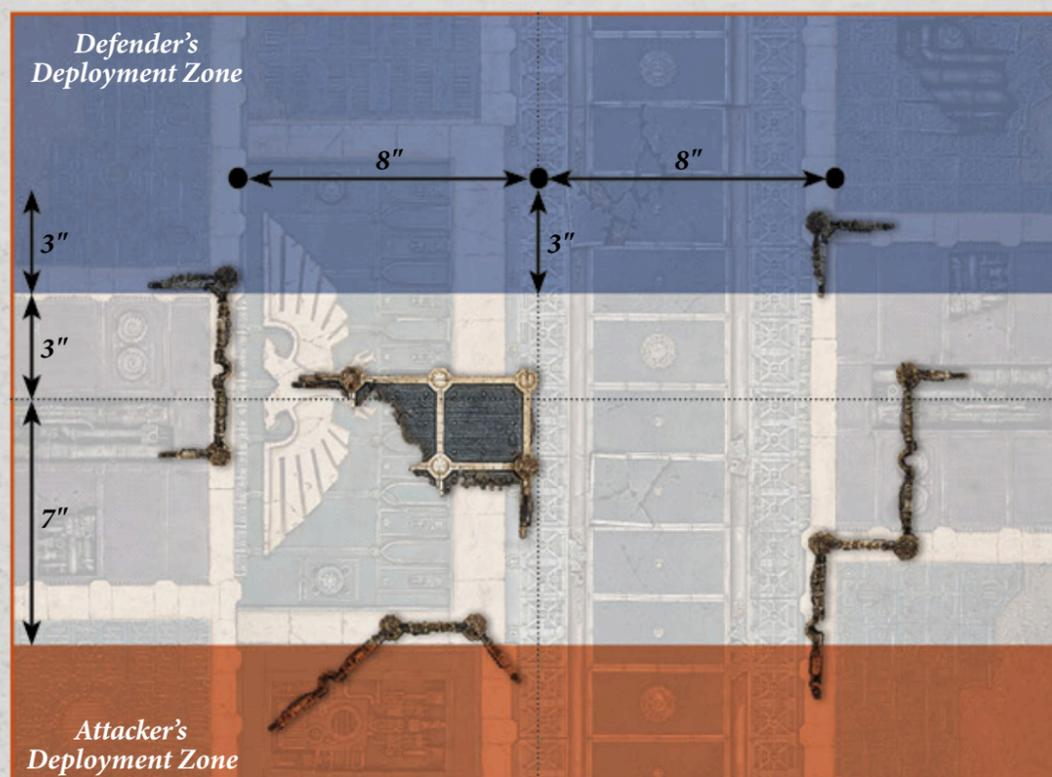 Defender's
Deployment Zone
8" 8"
3" 3"
3"
7"
Attacker's
Deployment Zone